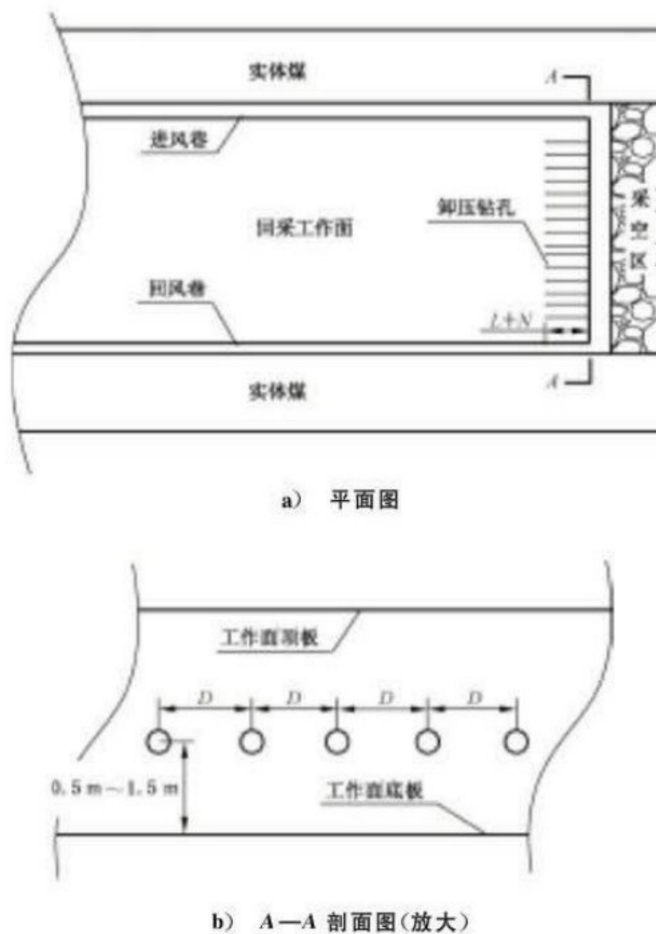 实体煤
A
进风巷
采空区
卸压钻孔
回采工作面
回风巷
L+N
A
实体煤
a) 平面图
工作面顶板
D D D D
0.5 m～1.5 m
工作面底板
b) A—A 剖面图(放大)